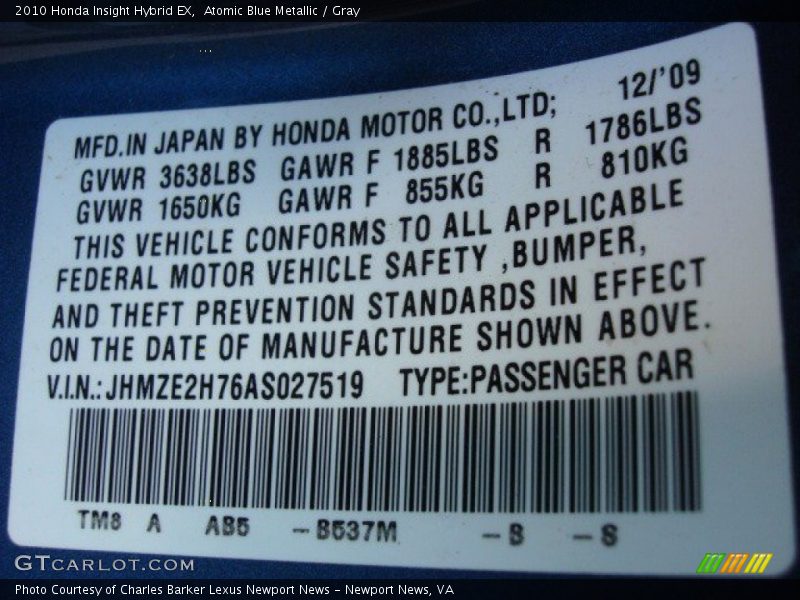 2010 Honda Insight Hybrid EX,  Atomic Blue Metallic / Gray
MFD.IN JAPAN BY HONDA MOTOR CO.,LTD; 12/'09
GVWR 3638LBS GAWR F 1885LBS R 1786LBS
GVWR 1650KG GAWR F 855KG R 810KG
THIS VEHICLE CONFORMS TO ALL APPLICABLE
FEDERAL MOTOR VEHICLE SAFETY ,BUMPER,
AND THEFT PREVENTION STANDARDS IN EFFECT
ON THE DATE OF MANUFACTURE SHOWN ABOVE.
V.I.N.: JHMZE2H76AS027519 TYPE:PASSENGER CAR
TM8 A AB5 -B537M -B -S
GTCARLOT.COM
Photo Courtesy of Charles Barker Lexus Newport News - Newport News, VA